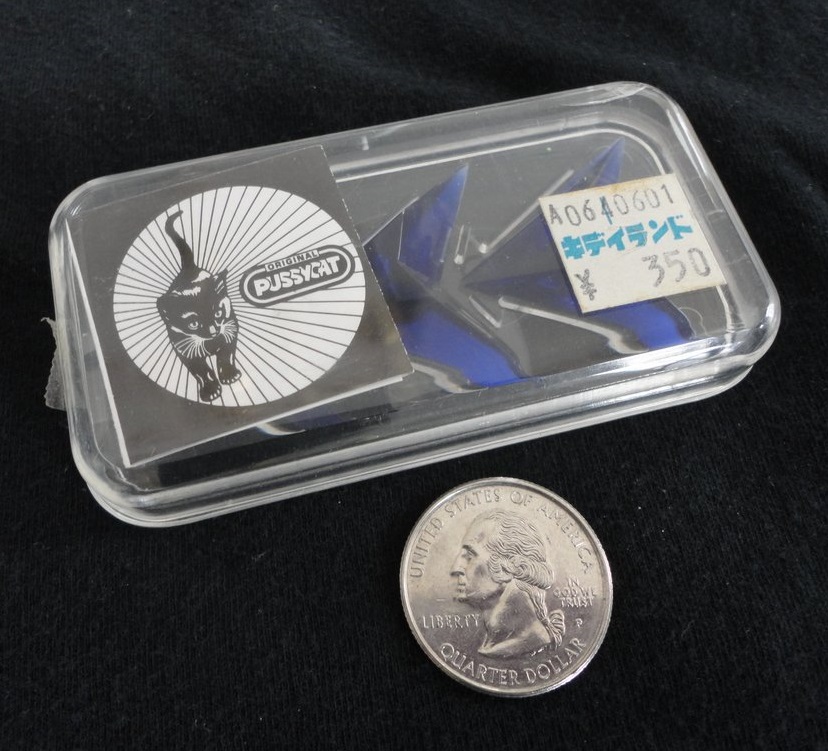 ORIGINAL
PUSSYCAT
A0640601
キデイランド
¥ 350
UNITED STATES OF AMERICA
LIBERTY
IN
GOD WE
TRUST
P
QUARTER DOLLAR